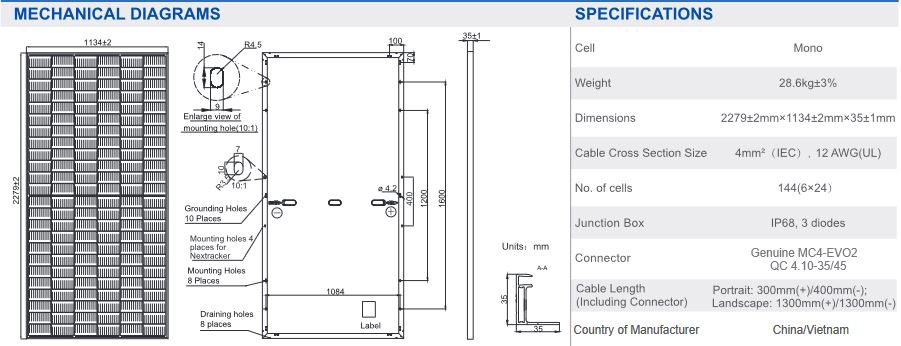 MECHANICAL DIAGRAMS
1134±2
2279±2
14
R4.5
9
Enlarge view of
mounting hole(10:1)
7
10
10:1
Grounding Holes
10 Places
Mounting holes 4
places for
Nextracker
Mounting Holes
8 Places
Draining holes
8 places
100
70
ø 4.2
400
1200
1600
1084
Label
35±1
Units: mm
A-A
35
35
SPECIFICATIONS
Cell Mono
Weight 28.6kg±3%
Dimensions 2279±2mm×1134±2mm×35±1mm
Cable Cross Section Size 4mm²（IEC）, 12 AWG(UL)
No. of cells 144(6×24）
Junction Box IP68, 3 diodes
Connector Genuine MC4-EVO2
QC 4.10-35/45
Cable Length Portrait: 300mm(+)/400mm(-);
(Including Connector) Landscape: 1300mm(+)/1300mm(-)
Country of Manufacturer China/Vietnam